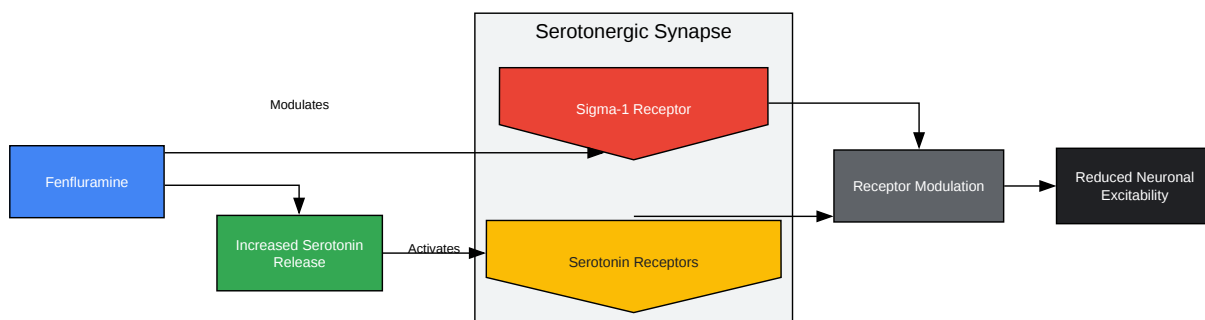 Serotonergic Synapse
Modulates
Sigma-1 Receptor
Fenfluramine
Increased Serotonin
Release
Activates
Serotonin Receptors
Receptor Modulation
Reduced Neuronal
Excitability